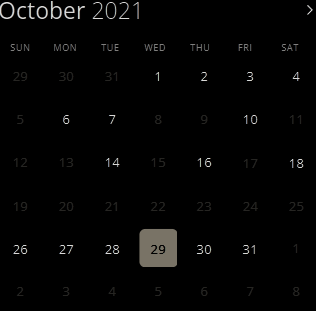 October 2021
SUN MON TUE WED THU FRI SAT
29 30 31 1 2 3 4
5 6 7 8 9 10 11
12 13 14 15 16 17 18
19 20 21 22 23 24 25
26 27 28 29 30 31 1
2 3 4 5 6 7 8